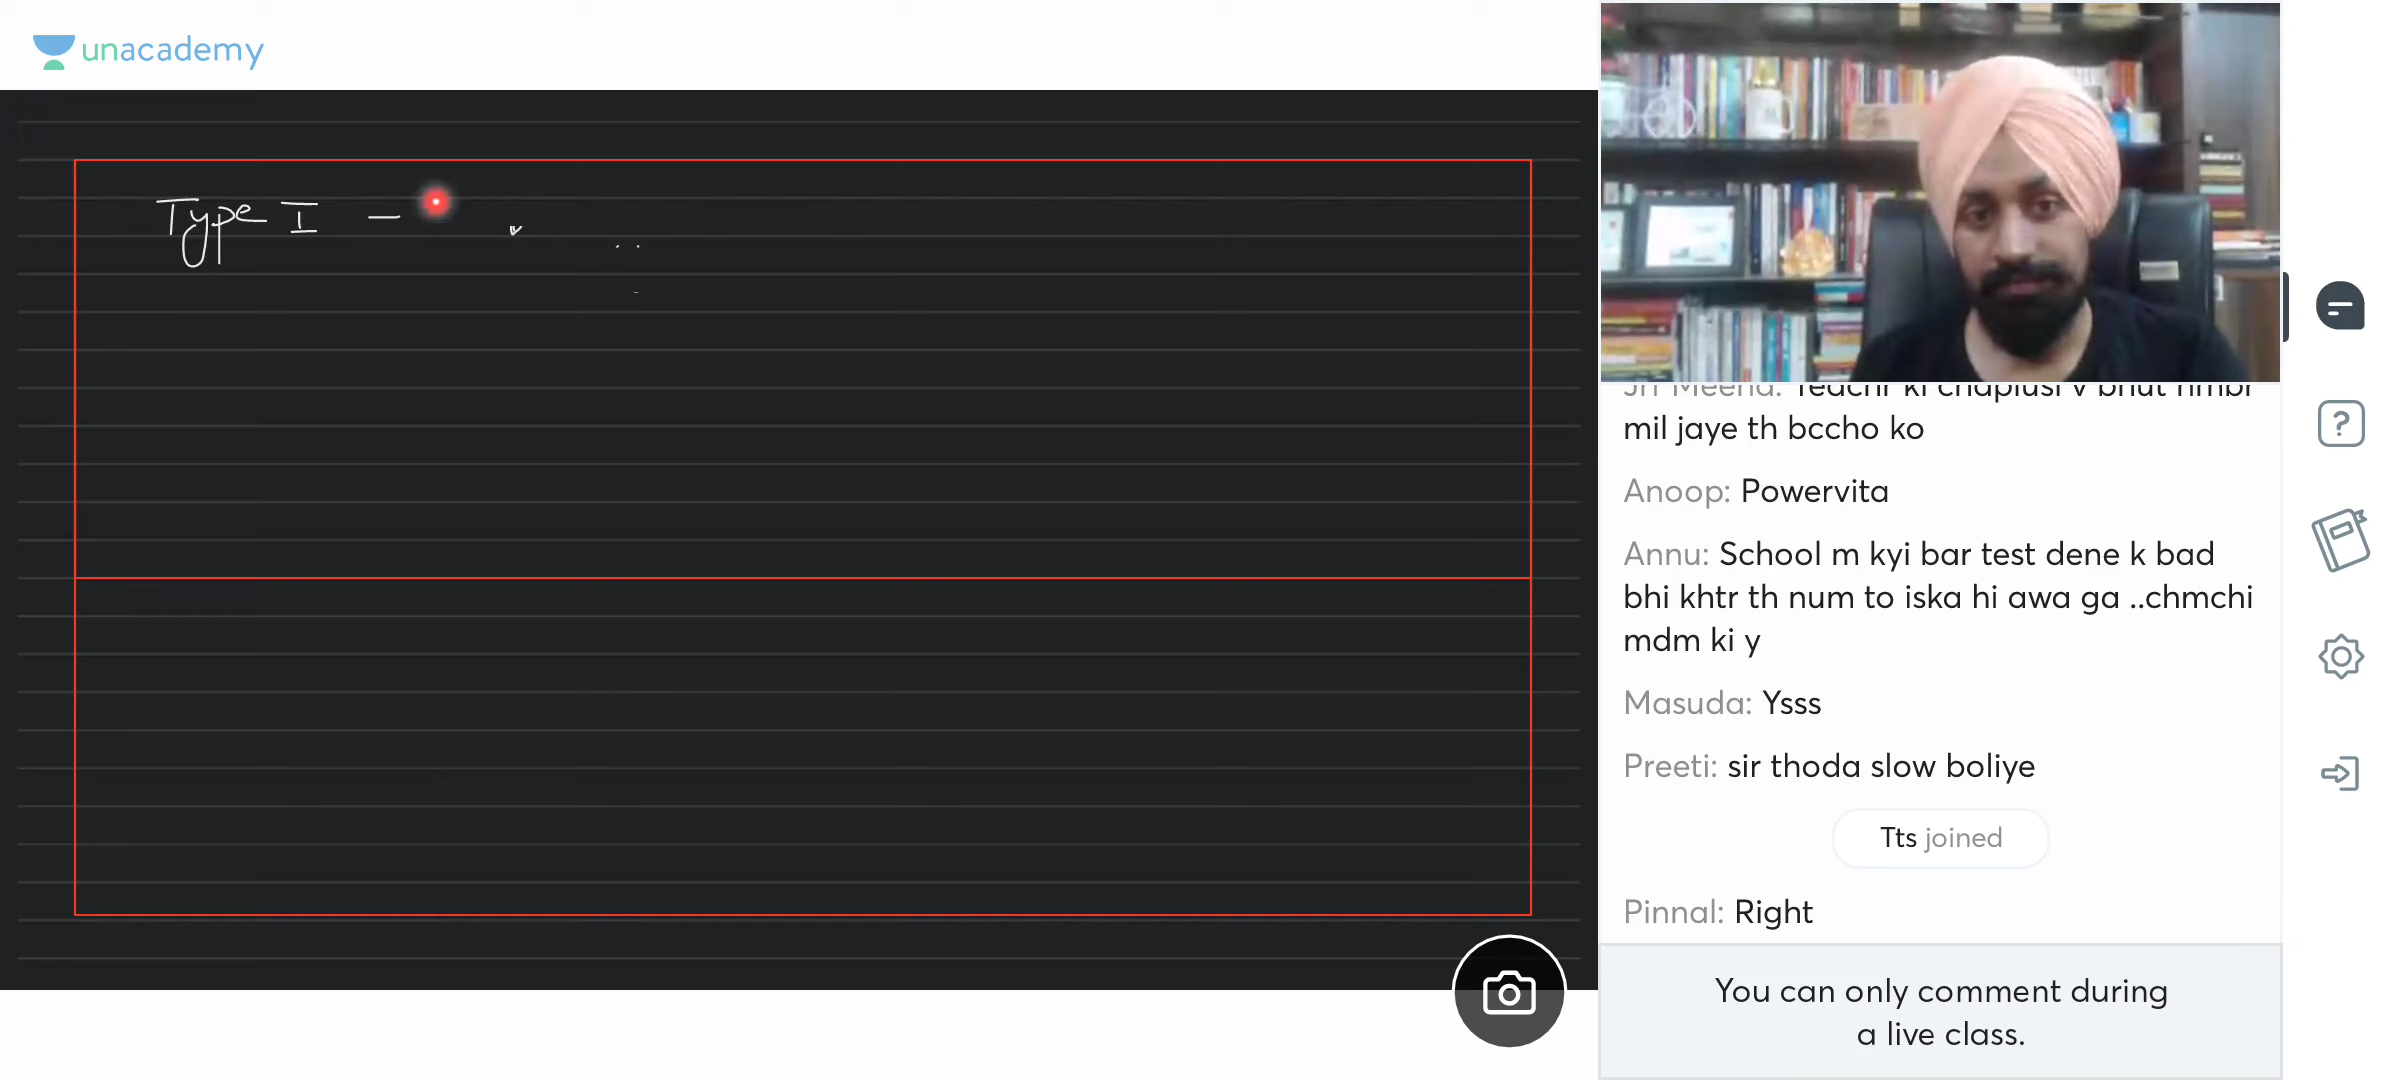 unacademy
Type I –
mil jaye th bccho ko
Anoop: Powervita
Annu: School m kyi bar test dene k bad
bhi khtr th num to iska hi awa ga ..chmchi
mdm ki y
Masuda: Ysss
Preeti: sir thoda slow boliye
Tts joined
Pinnal: Right
You can only comment during
a live class.